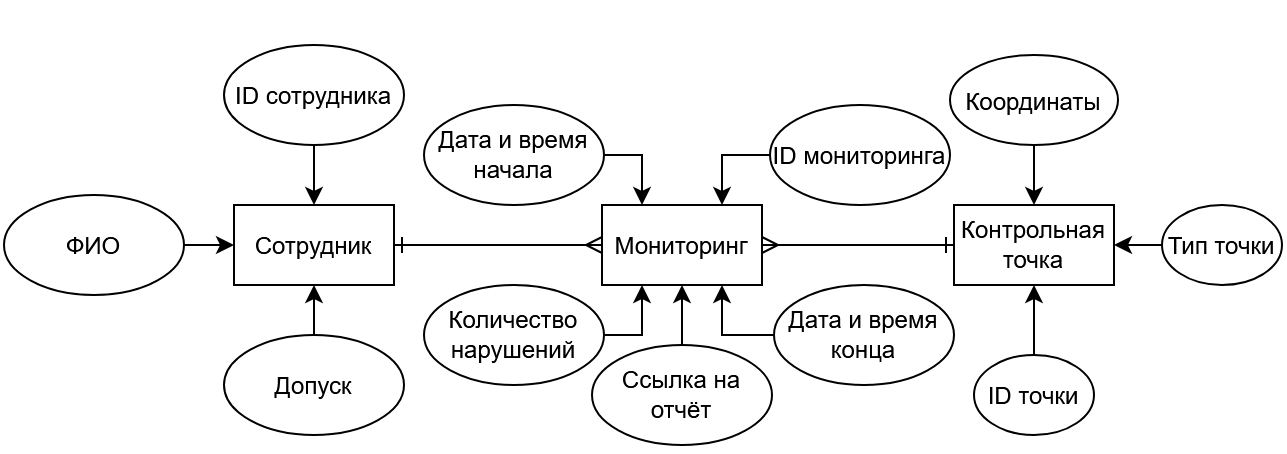 ID сотрудника
Координаты
Дата и время
начала
ID мониторинга
ФИО
Сотрудник
Мониторинг
Контрольная
точка
Тип точки
Количество
нарушений
Дата и время
конца
Допуск
Ссылка на
отчёт
ID точки